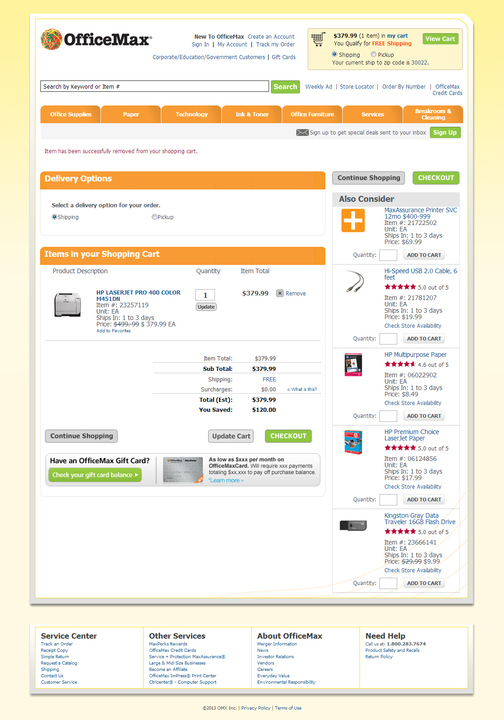 OfficeMax
New To OfficeMax Create an Account
Sign In | My Account | Track my Order
Corporate/Education/Government Customers | Gift Cards
$379.99 (1 item) in my cart
You Qualify for FREE Shipping
Shipping Pickup
Your current ship to zip code is 30022.
View Cart
Search by Keyword or Item #
Search
Weekly Ad | Store Locator | Order By Number | OfficeMax
Credit Cards
Office Supplies
Paper
Technology
Ink & Toner
Office Furniture
Services
Breakroom &
Cleaning
Sign up to get special deals sent to your inbox
Sign Up
Item has been successfully removed from your shopping cart.
Delivery Options
Select a delivery option for your order.
Shipping
Pickup
Continue Shopping
CHECKOUT
Items in your Shopping Cart
Product Description
Quantity
Item Total
HP LASERJET PRO 400 COLOR
M451DN
Item #: 23257119
Unit: EA
Ships In: 1 to 3 days
Price: $499.99 $ 379.99 EA
Add to Favorites
1
Update
$379.99
Remove
Item Total: $379.99
Sub Total: $379.99
Shipping: FREE
Surcharges: $0.00
What is this?
Total (Est): $379.99
You Saved: $120.00
Continue Shopping
Update Cart
CHECKOUT
Have an OfficeMax Gift Card?
Check your gift card balance
As low as $xxx per month on
OfficeMaxCard. Will require xxx payments
totaling $xx.xxx to pay off purchase balance.
*Learn more
Also Consider
MaxAssurance Printer SVC
12mo $400-999
Item #: 21722502
Unit: EA
Ships In: 1 to 3 days
Price: $69.99
Quantity:
ADD TO CART
Hi-Speed USB 2.0 Cable, 6
feet
5.0 out of 5
Item #: 21781207
Unit: EA
Ships In: 1 to 3 days
Price: $19.99
Check Store Availability
Quantity:
ADD TO CART
HP Multipurpose Paper
4.6 out of 5
Item #: 06022902
Unit: EA
Ships In: 1 to 3 days
Price: $8.49
Check Store Availability
Quantity:
ADD TO CART
HP Premium Choice
LaserJet Paper
5.0 out of 5
Item #: 06124856
Unit: EA
Ships In: 1 to 3 days
Price: $17.99
Check Store Availability
Quantity:
ADD TO CART
Kingston Gray Data
Traveler 16GB Flash Drive
5.0 out of 5
Item #: 23666141
Unit: EA
Ships In: 1 to 3 days
Price: $29.99 $9.99
Check Store Availability
Quantity:
ADD TO CART
Service Center
Track an Order
Receipt Copy
Simple Return
Request a Catalog
Shipping
Contact Us
Customer Service
Other Services
MaxPerks Rewards
OfficeMax Credit Cards
Service + Protection MaxAssurance®
Large & Mid-Size Businesses
Become an Affiliate
OfficeMax ImPress® Print Center
Ctrlcenter® - Computer Support
About OfficeMax
Merger Information
News
Investor Relations
Vendors
Careers
Everyday Value
Environmental Responsibility
Need Help
Call us at: 1.800.283.7674
Product Safety and Recalls
Return Policy
©2013 OMX Inc. | Privacy Policy | Terms of Use